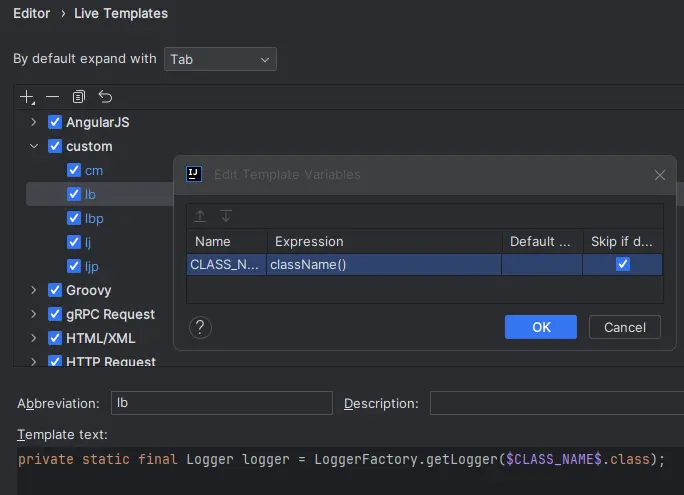 Editor › Live Templates
By default expand with Tab
AngularJS
custom
cm
lb
lbp
lj
ljp
Groovy
gRPC Request
HTML/XML
HTTP Request
IJ
Edit Template Variables
Name Expression Default ... Skip if d...
CLASS_N... className()
? OK Cancel
Abbreviation: lb Description:
Template text:
private static final Logger logger = LoggerFactory.getLogger($CLASS_NAME$.class);